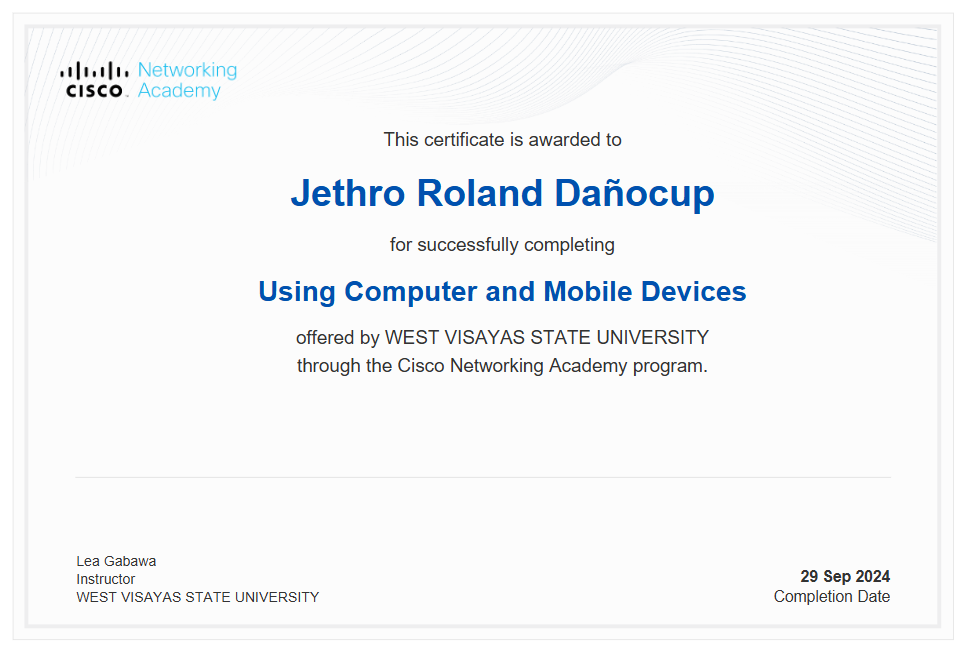 Networking
CISCO Academy
This certificate is awarded to
Jethro Roland Dañocup
for successfully completing
Using Computer and Mobile Devices
offered by WEST VISAYAS STATE UNIVERSITY
through the Cisco Networking Academy program.
Lea Gabawa
Instructor
WEST VISAYAS STATE UNIVERSITY
29 Sep 2024
Completion Date